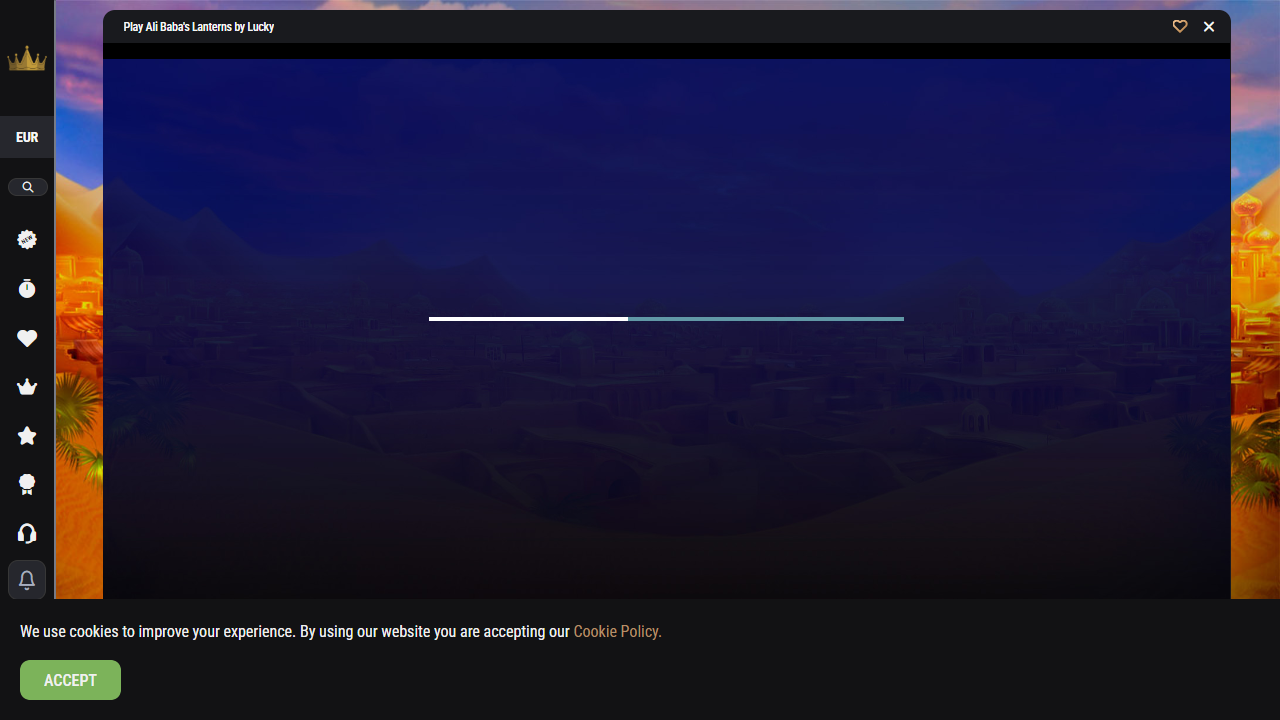 Play Ali Baba's Lanterns by Lucky
EUR
NEW
We use cookies to improve your experience. By using our website you are accepting our Cookie Policy.
ACCEPT